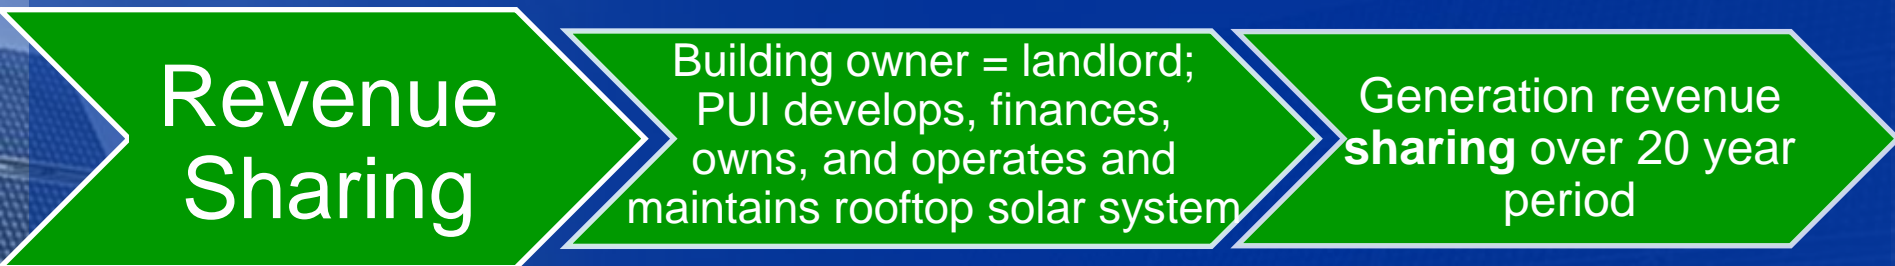 Revenue
Sharing
Building owner = landlord;
PUI develops, finances,
owns, and operates and
maintains rooftop solar system
Generation revenue
sharing over 20 year
period